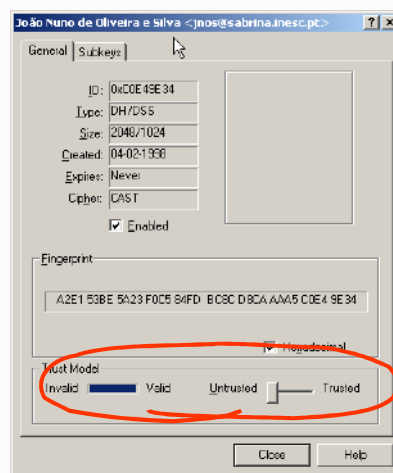 João Nuno de Oliveira e Silva <jnos@sabrina.inesc.pt>
General Subkeys
ID: 0xC0E49E34
Type: DH/DSS
Size: 2048/1024
Created: 04-02-1998
Expires: Never
Cipher: CAST
Enabled
Fingerprint
A2E1 53BE 5A23 F0C5 84FD BC8C D8CA AAA5 C0E4 9E34
Hexadecimal
Trust Model
Invalid Valid Untrusted Trusted
Close Help